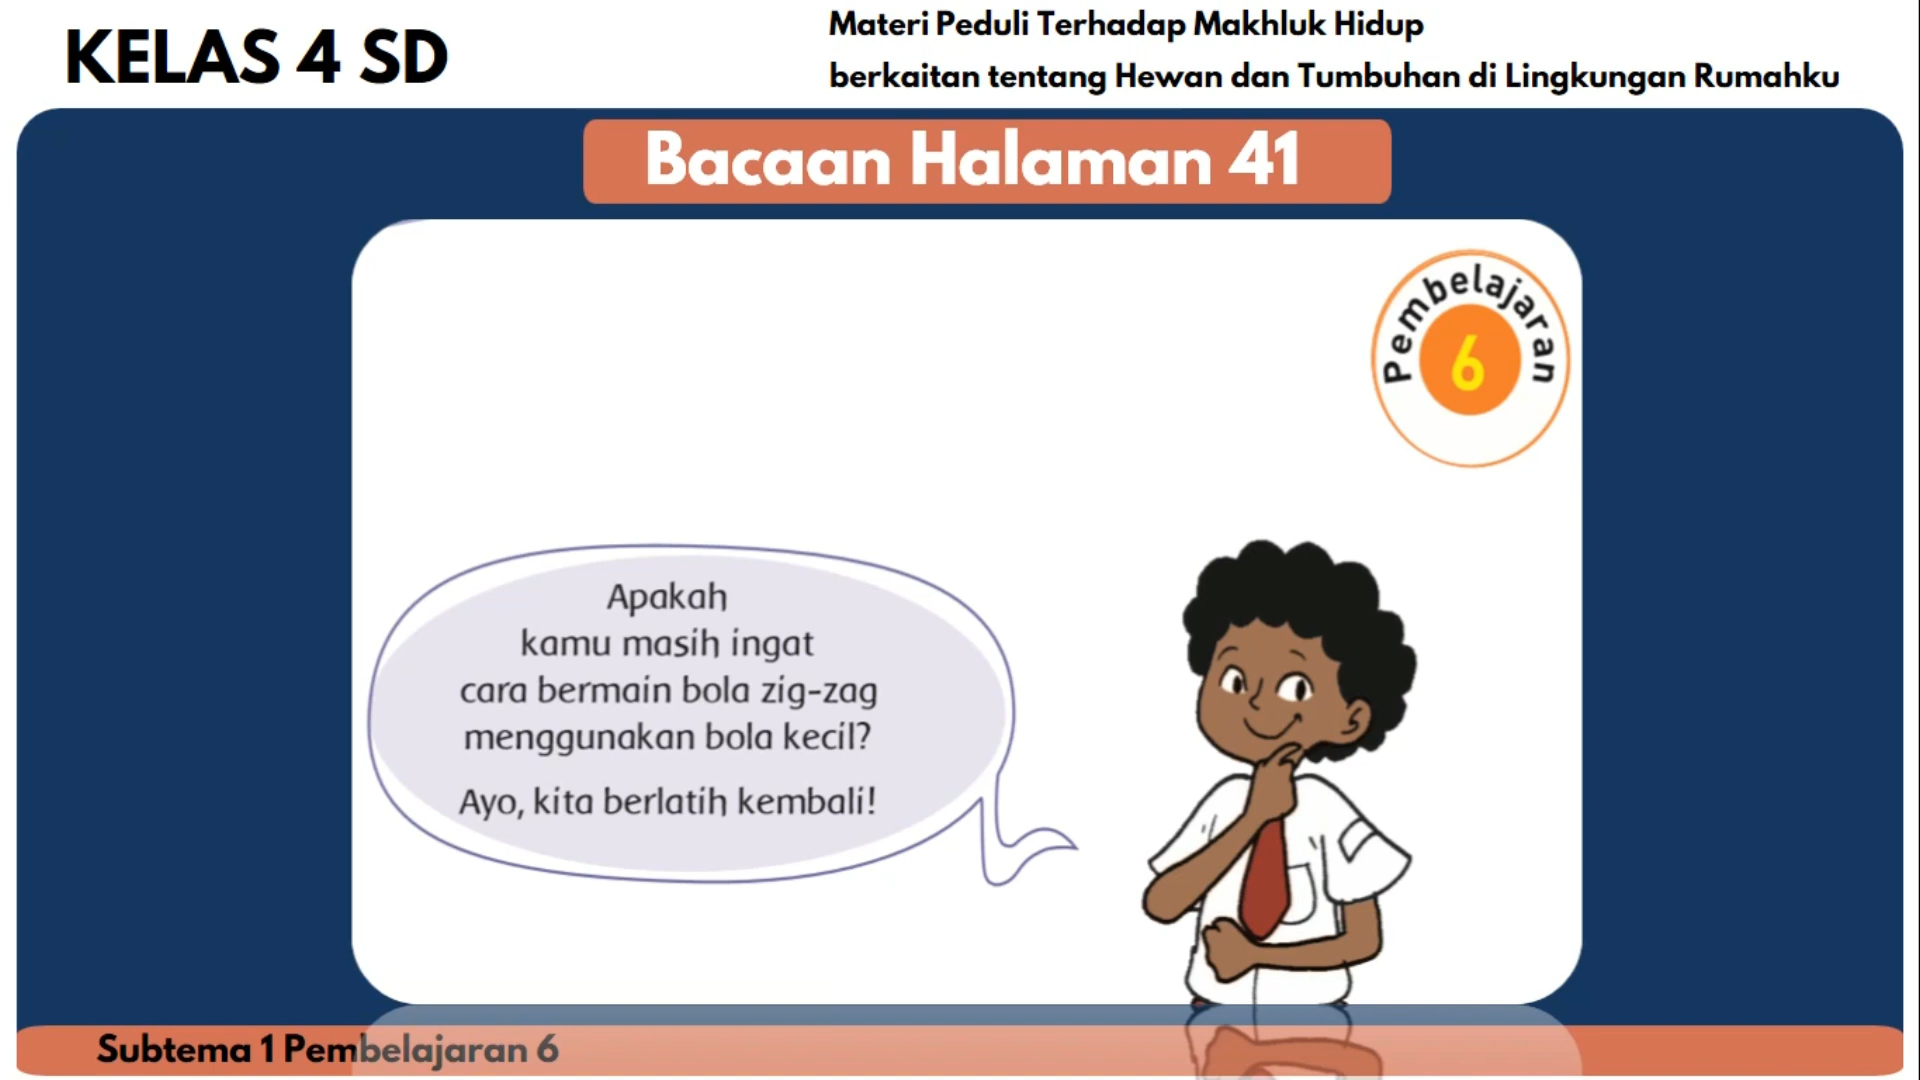 KELAS 4 SD
Materi Peduli Terhadap Makhluk Hidup
berkaitan tentang Hewan dan Tumbuhan di Lingkungan Rumahku
Bacaan Halaman 41
Pembelajaran
6
Apakah
kamu masih ingat
cara bermain bola zig-zag
menggunakan bola kecil?
Ayo, kita berlatih kembali!
Subtema 1 Pembelajaran 6